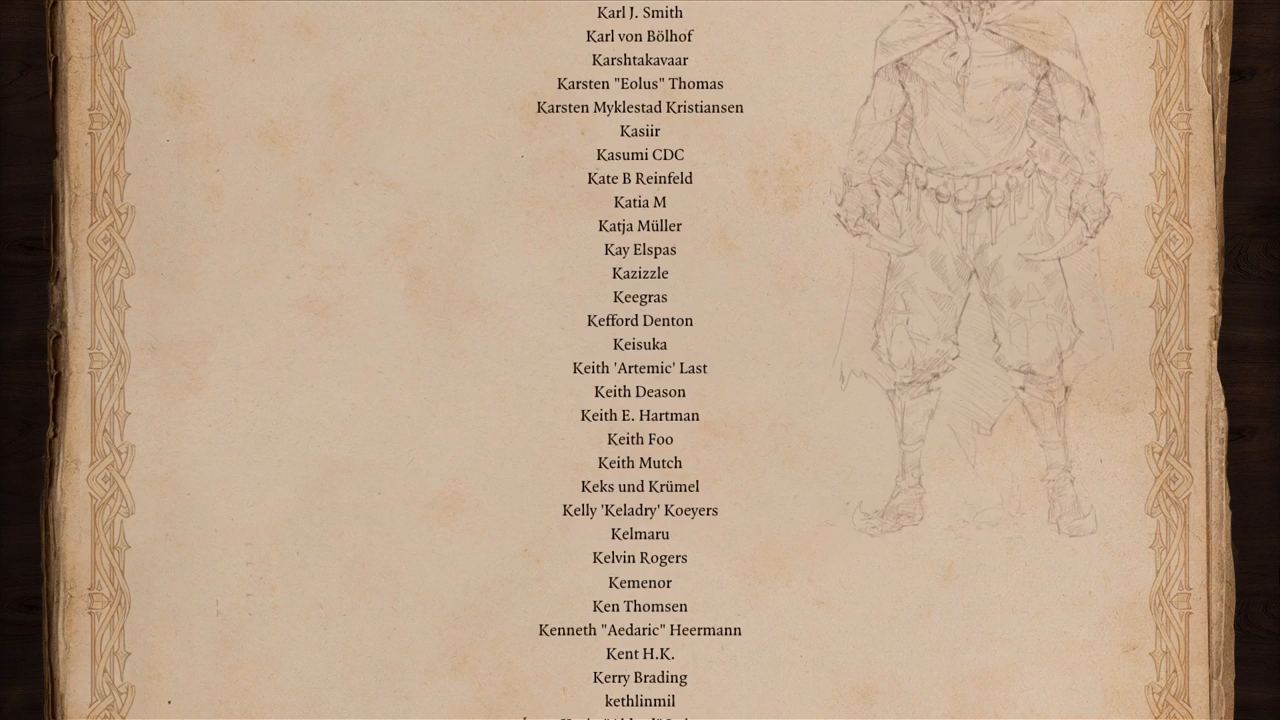 Karl J. Smith
Karl von Bölhof
Karshtakavaar
Karsten "Eolus" Thomas
Karsten Myklestad Kristiansen
Kasiir
Kasumi CDC
Kate B Reinfeld
Katia M
Katja Müller
Kay Elspas
Kazizzle
Keegras
Kefford Denton
Keisuka
Keith 'Artemic' Last
Keith Deason
Keith E. Hartman
Keith Foo
Keith Mutch
Keks und Krümel
Kelly 'Keladry' Koeyers
Kelmaru
Kelvin Rogers
Kemenor
Ken Thomsen
Kenneth "Aedaric" Heermann
Kent H.K.
Kerry Brading
kethlinmil